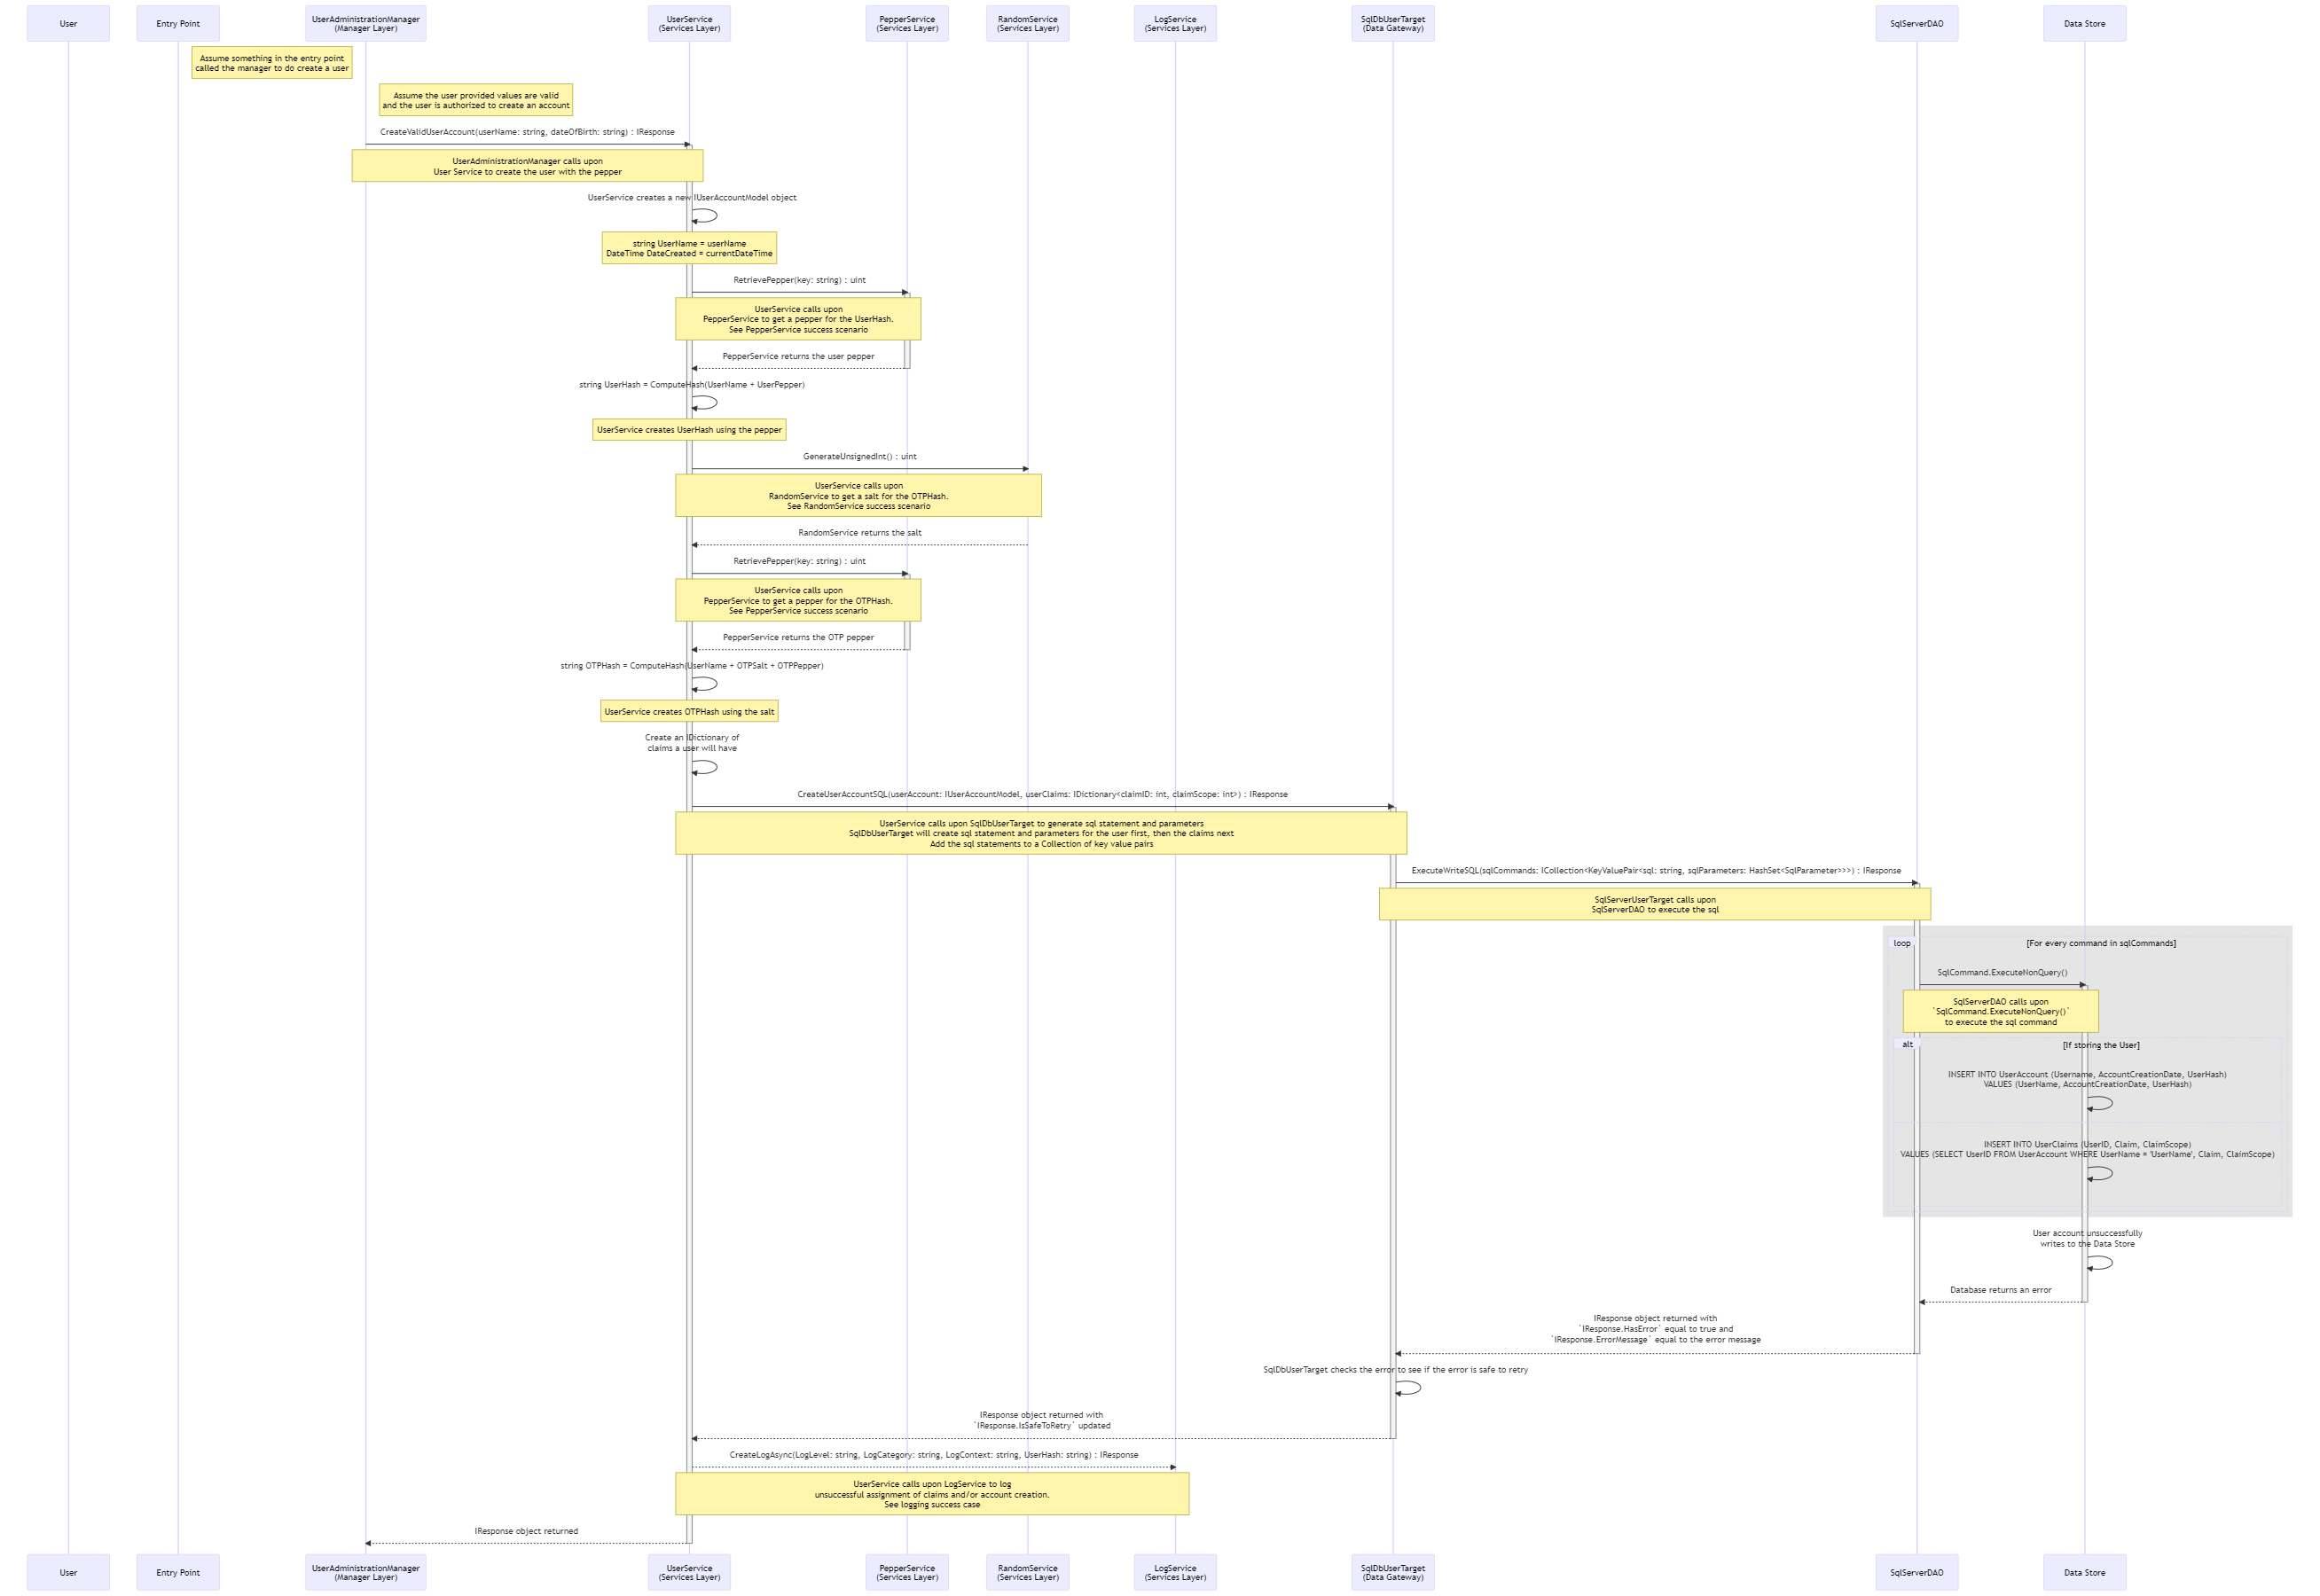 User
Entry Point
UserAdministrationManager
(Manager Layer)
UserService
(Services Layer)
PepperService
(Services Layer)
RandomService
(Services Layer)
LogService
(Services Layer)
SqlDbUserTarget
(Data Gateway)
SqlServerDAO
Data Store
Assume something in the entry point
called the manager to do create a user
Assume the user provided values are valid
and the user is authorized to create an account
CreateValidUserAccount(userName: string, dateOfBirth: string) : IResponse
UserAdministrationManager calls upon
User Service to create the user with the pepper
UserService creates a new IUserAccountModel object
string UserName = userName
DateTime DateCreated = currentDateTime
RetrievePepper(key: string) : uint
UserService calls upon
PepperService to get a pepper for the UserHash.
See PepperService success scenario
PepperService returns the user pepper
string UserHash = ComputeHash(UserName + UserPepper)
UserService creates UserHash using the pepper
GenerateUnsignedInt() : uint
UserService calls upon
RandomService to get a salt for the OTPHash.
See RandomService success scenario
RandomService returns the salt
RetrievePepper(key: string) : uint
UserService calls upon
PepperService to get a pepper for the OTPHash.
See PepperService success scenario
PepperService returns the OTP pepper
string OTPHash = ComputeHash(UserName + OTPSalt + OTPPepper)
UserService creates OTPHash using the salt
Create an IDictionary of
claims a user will have
CreateUserAccountSQL(userAccount: IUserAccountModel, userClaims: IDictionary<claimID: int, claimScope: int>) : IResponse
UserService calls upon SqlDbUserTarget to generate sql statement and parameters
SqlDbUserTarget will create sql statement and parameters for the user first, then the claims next
Add the sql statements to a Collection of key value pairs
ExecuteWriteSQL(sqlCommands: ICollection<KeyValuePair<sql: string, sqlParameters: HashSet<SqlParameter>>>) : IResponse
SqlServerUserTarget calls upon
SqlServerDAO to execute the sql
loop
[For every command in sqlCommands]
SqlCommand.ExecuteNonQuery()
SqlServerDAO calls upon
`SqlCommand.ExecuteNonQuery()`
to execute the sql command
alt
[If storing the User]
INSERT INTO UserAccount (Username, AccountCreationDate, UserHash)
VALUES (UserName, AccountCreationDate, UserHash)
INSERT INTO UserClaims (UserID, Claim, ClaimScope)
VALUES (SELECT UserID FROM UserAccount WHERE UserName = 'UserName', Claim, ClaimScope)
User account unsuccessfully
writes to the Data Store
Database returns an error
IResponse object returned with
`IResponse.HasError` equal to true and
`IResponse.ErrorMessage` equal to the error message
SqlDbUserTarget checks the error to see if the error is safe to retry
IResponse object returned with
`IResponse.IsSafeToRetry` updated
CreateLogAsync(LogLevel: string, LogCategory: string, LogContext: string, UserHash: string) : IResponse
UserService calls upon LogService to log
unsuccessful assignment of claims and/or account creation.
See logging success case
IResponse object returned
User
Entry Point
UserAdministrationManager
(Manager Layer)
UserService
(Services Layer)
PepperService
(Services Layer)
RandomService
(Services Layer)
LogService
(Services Layer)
SqlDbUserTarget
(Data Gateway)
SqlServerDAO
Data Store